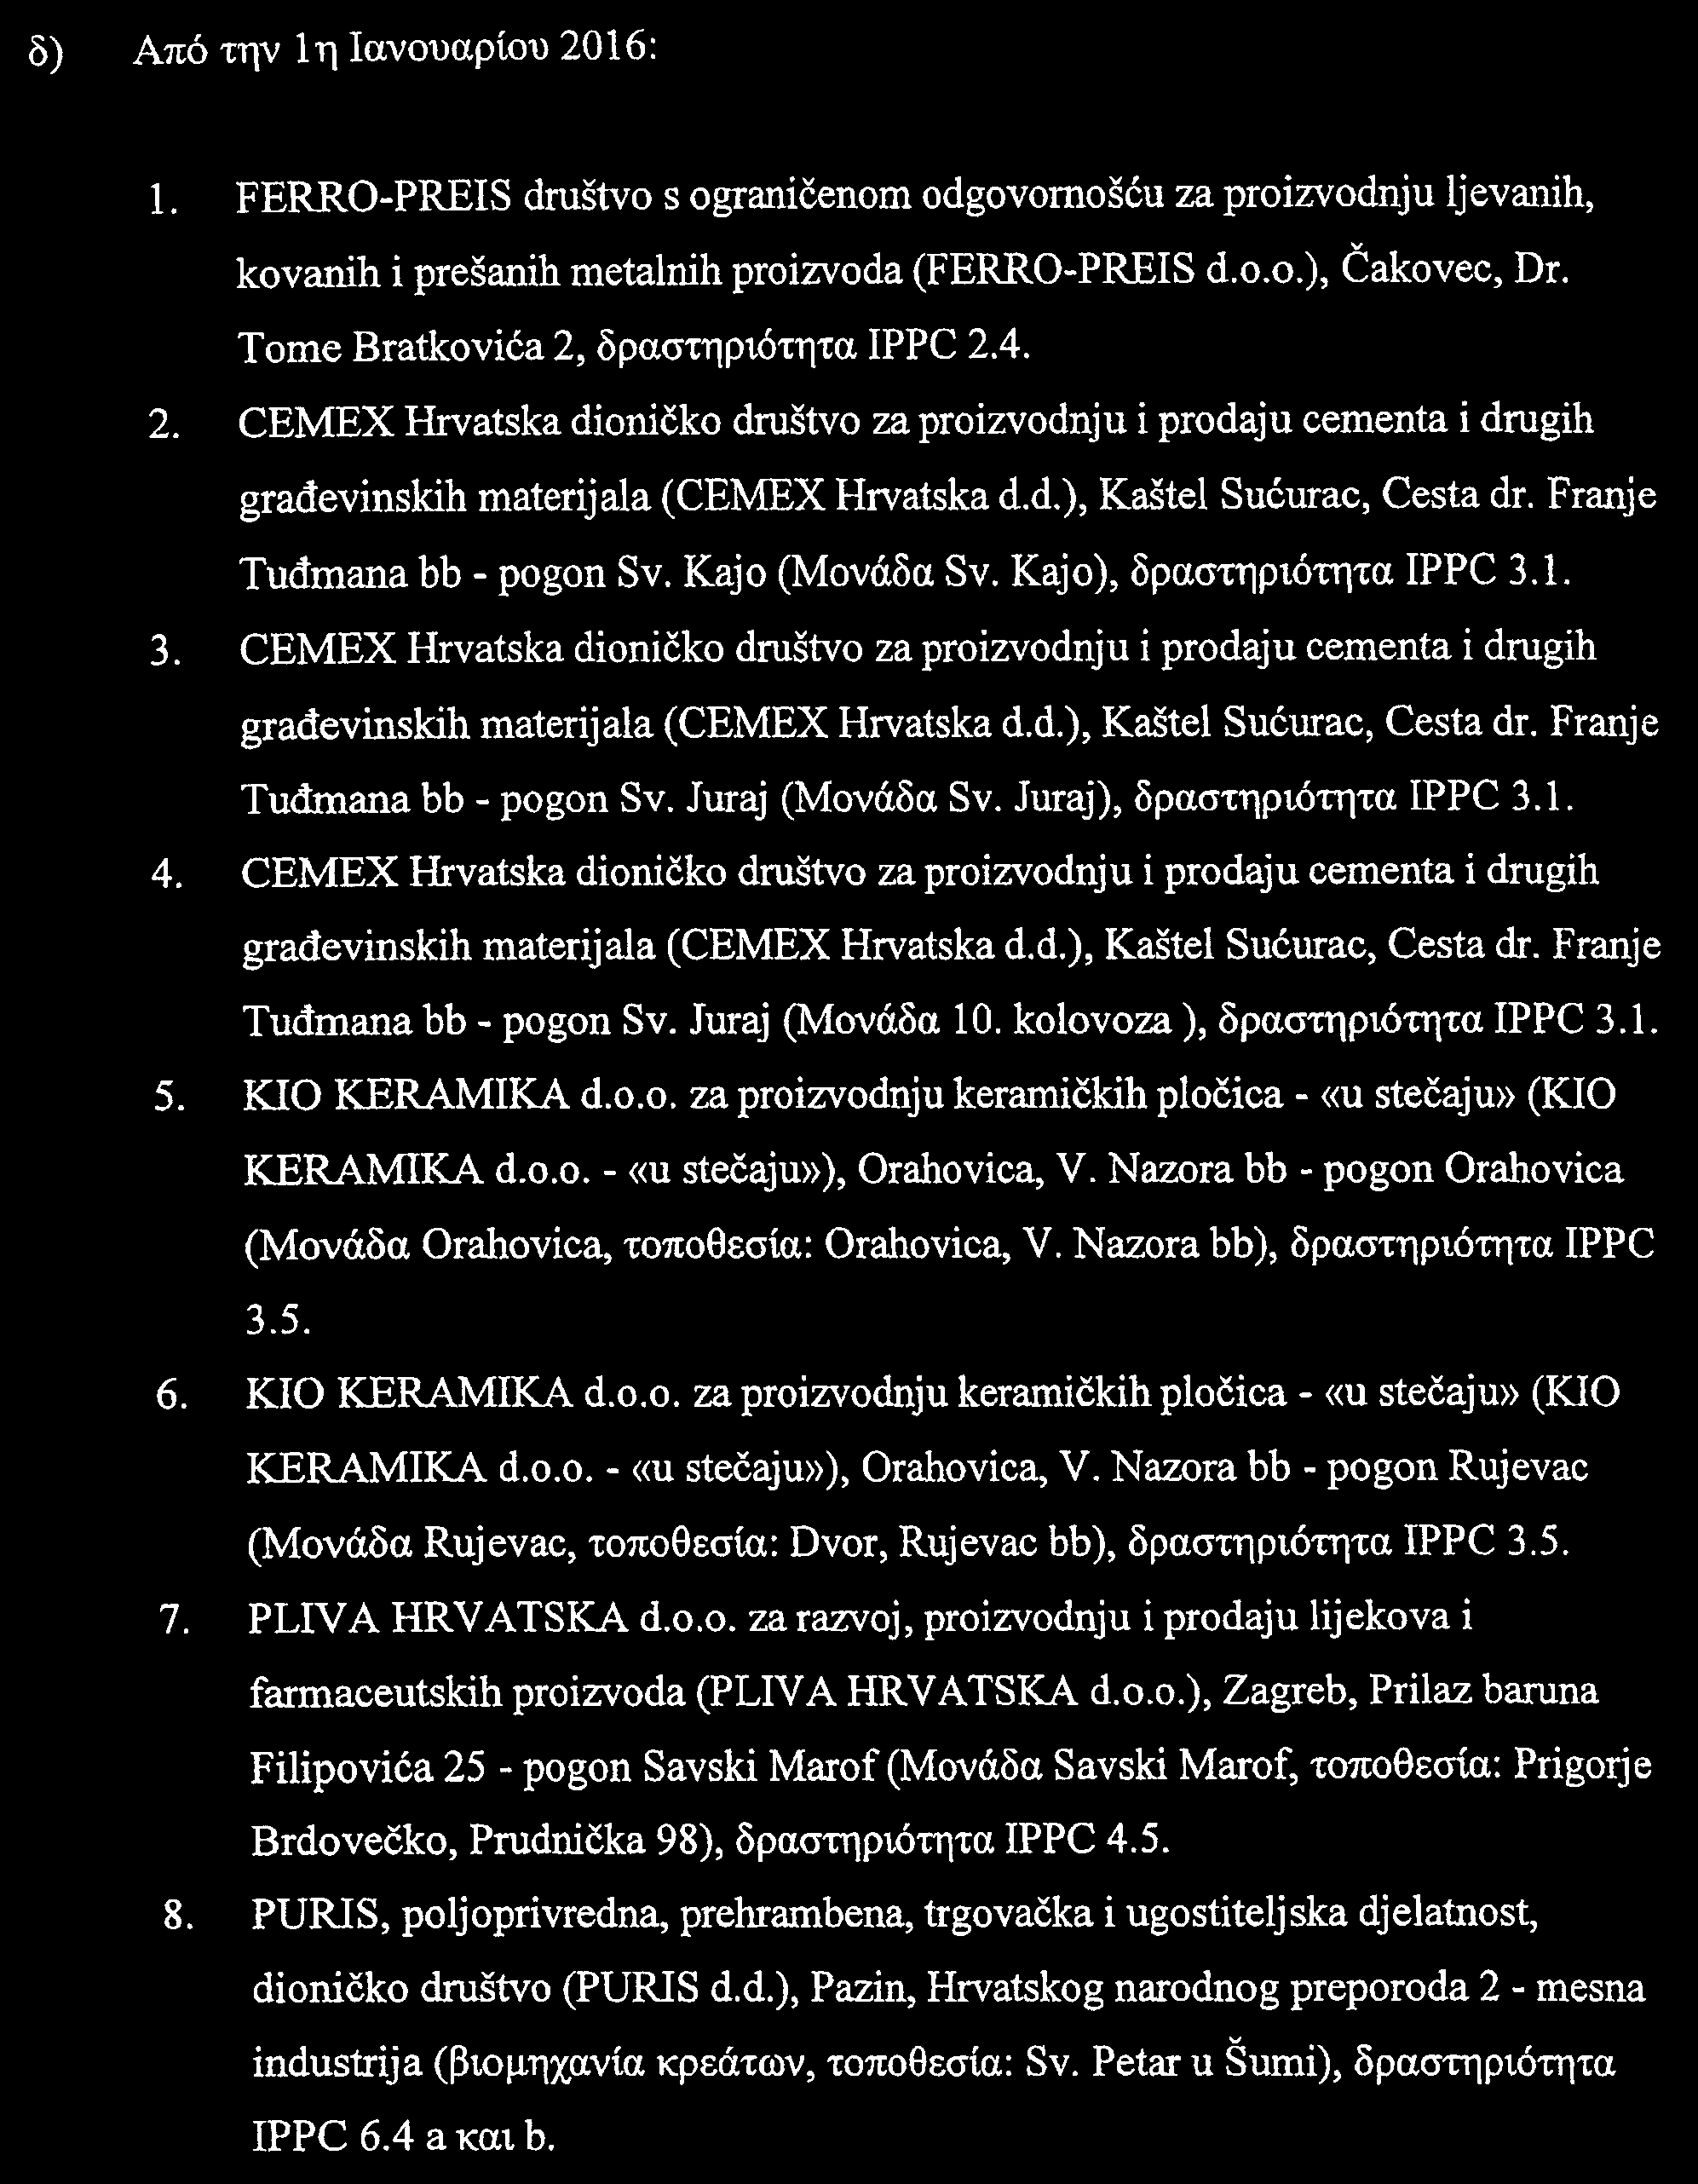 δ) Από την 1η Ιανουαρίου 2016:
1. FERRO-PREIS društvo s ograničenom odgovornošću za proizvodnju ljevanih,
kovanih i prešanih metalnih proizvoda (FERRO-PREIS d.o.o.), Čakovec, Dr.
Tome Bratkovića 2, δραστηριότητα IPPC 2.4.
2. CEMEX Hrvatska dioničko društvo za proizvodnju i prodaju cementa i drugih
građevinskih materijala (CEMEX Hrvatska d.d.), Kaštel Sućurac, Cesta dr. Franje
Tuđmana bb - pogon Sv. Kajo (Μονάδα Sv. Kajo), δραστηριότητα IPPC 3.1.
3. CEMEX Hrvatska dioničko društvo za proizvodnju i prodaju cementa i drugih
građevinskih materijala (CEMEX Hrvatska d.d.), Kaštel Sućurac, Cesta dr. Franje
Tuđmana bb - pogon Sv. Juraj (Μονάδα Sv. Juraj), δραστηριότητα IPPC 3.1.
4. CEMEX Hrvatska dioničko društvo za proizvodnju i prodaju cementa i drugih
građevinskih materijala (CEMEX Hrvatska d.d.), Kaštel Sućurac, Cesta dr. Franje
Tuđmana bb - pogon Sv. Juraj (Μονάδα 10. kolovoza ), δραστηριότητα IPPC 3.1.
5. KIO KERAMIKA d.o.o. za proizvodnju keramičkih pločica - «u stečaju» (KIO
KERAMIKA d.o.o. - «u stečaju»), Orahovica, V. Nazora bb - pogon Orahovica
(Μονάδα Orahovica, τοποθεσία: Orahovica, V. Nazora bb), δραστηριότητα IPPC
3.5.
6. KIO KERAMIKA d.o.o. za proizvodnju keramičkih pločica - «u stečaju» (KIO
KERAMIKA d.o.o. - «u stečaju»), Orahovica, V. Nazora bb - pogon Rujevac
(Μονάδα Rujevac, τοποθεσία: Dvor, Rujevac bb), δραστηριότητα IPPC 3.5.
7. PLIVA HRVATSKA d.o.o. za razvoj, proizvodnju i prodaju lijekova i
farmaceutskih proizvoda (PLIVA HRVATSKA d.o.o.), Zagreb, Prilaz baruna
Filipovića 25 - pogon Savski Marof (Μονάδα Savski Marof, τοποθεσία: Prigorje
Brdovečko, Prudnička 98), δραστηριότητα IPPC 4.5.
8. PURIS, poljoprivredna, prehrambena, trgovačka i ugostiteljska djelatnost,
dioničko društvo (PURIS d.d.), Pazin, Hrvatskog narodnog preporoda 2 - mesna
industrija (βιομηχανία κρεάτων, τοποθεσία: Sv. Petar u Šumi), δραστηριότητα
IPPC 6.4 a και b.